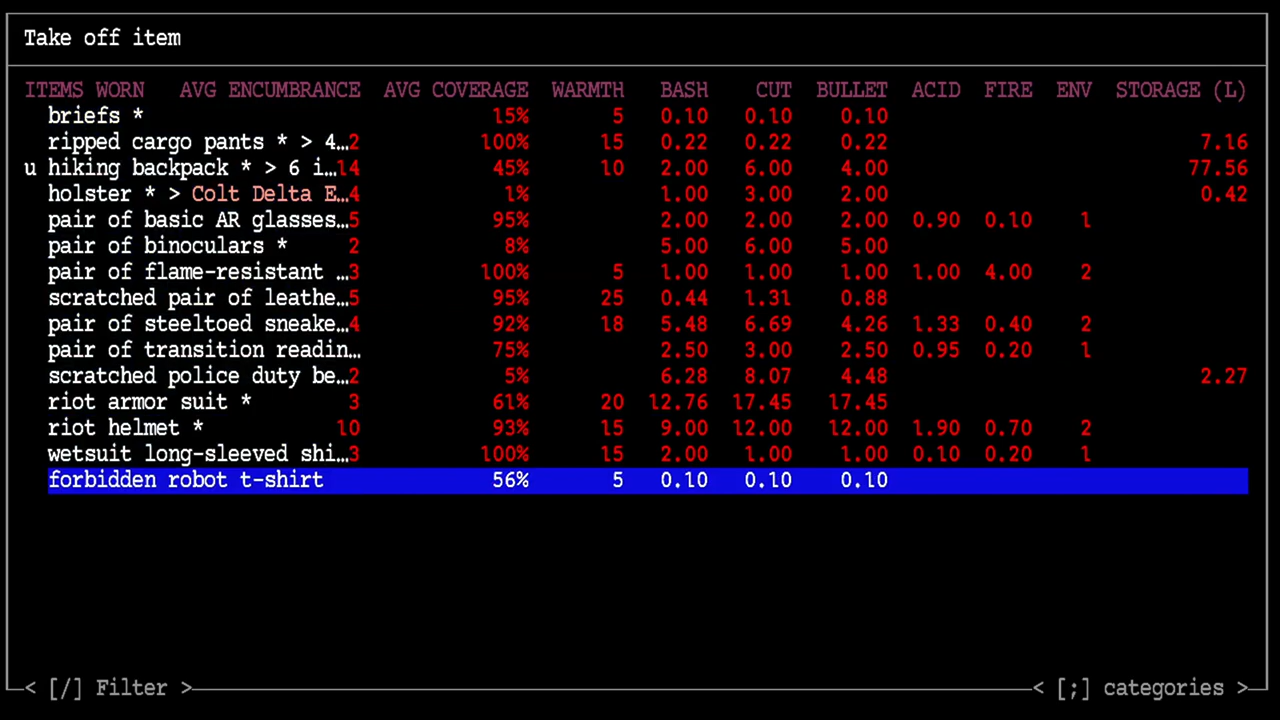 Take off item
ITEMS WORN AVG ENCUMBRANCE AVG COVERAGE WARMTH BASH CUT BULLET ACID FIRE ENV STORAGE (L)
briefs * 15% 5 0.10 0.10 0.10
ripped cargo pants * > 4…2 100% 15 0.22 0.22 0.22 7.16
u hiking backpack * > 6 i…14 45% 10 2.00 6.00 4.00 77.56
holster * > Colt Delta E…4 1% 1.00 3.00 2.00 0.42
pair of basic AR glasses…5 95% 2.00 2.00 2.00 0.90 0.10 1
pair of binoculars * 2 8% 5.00 6.00 5.00
pair of flame-resistant …3 100% 5 1.00 1.00 1.00 1.00 4.00 2
scratched pair of leathe…5 95% 25 0.44 1.31 0.88
pair of steeltoed sneake…4 92% 18 5.48 6.69 4.26 1.33 0.40 2
pair of transition readin… 75% 2.50 3.00 2.50 0.95 0.20 1
scratched police duty be…2 5% 6.28 8.07 4.48 2.27
riot armor suit * 3 61% 20 12.76 17.45 17.45
riot helmet * 10 93% 15 9.00 12.00 12.00 1.90 0.70 2
wetsuit long-sleeved shi…3 100% 15 2.00 1.00 1.00 0.10 0.20 1
forbidden robot t-shirt 56% 5 0.10 0.10 0.10
< [/] Filter > < [;] categories >